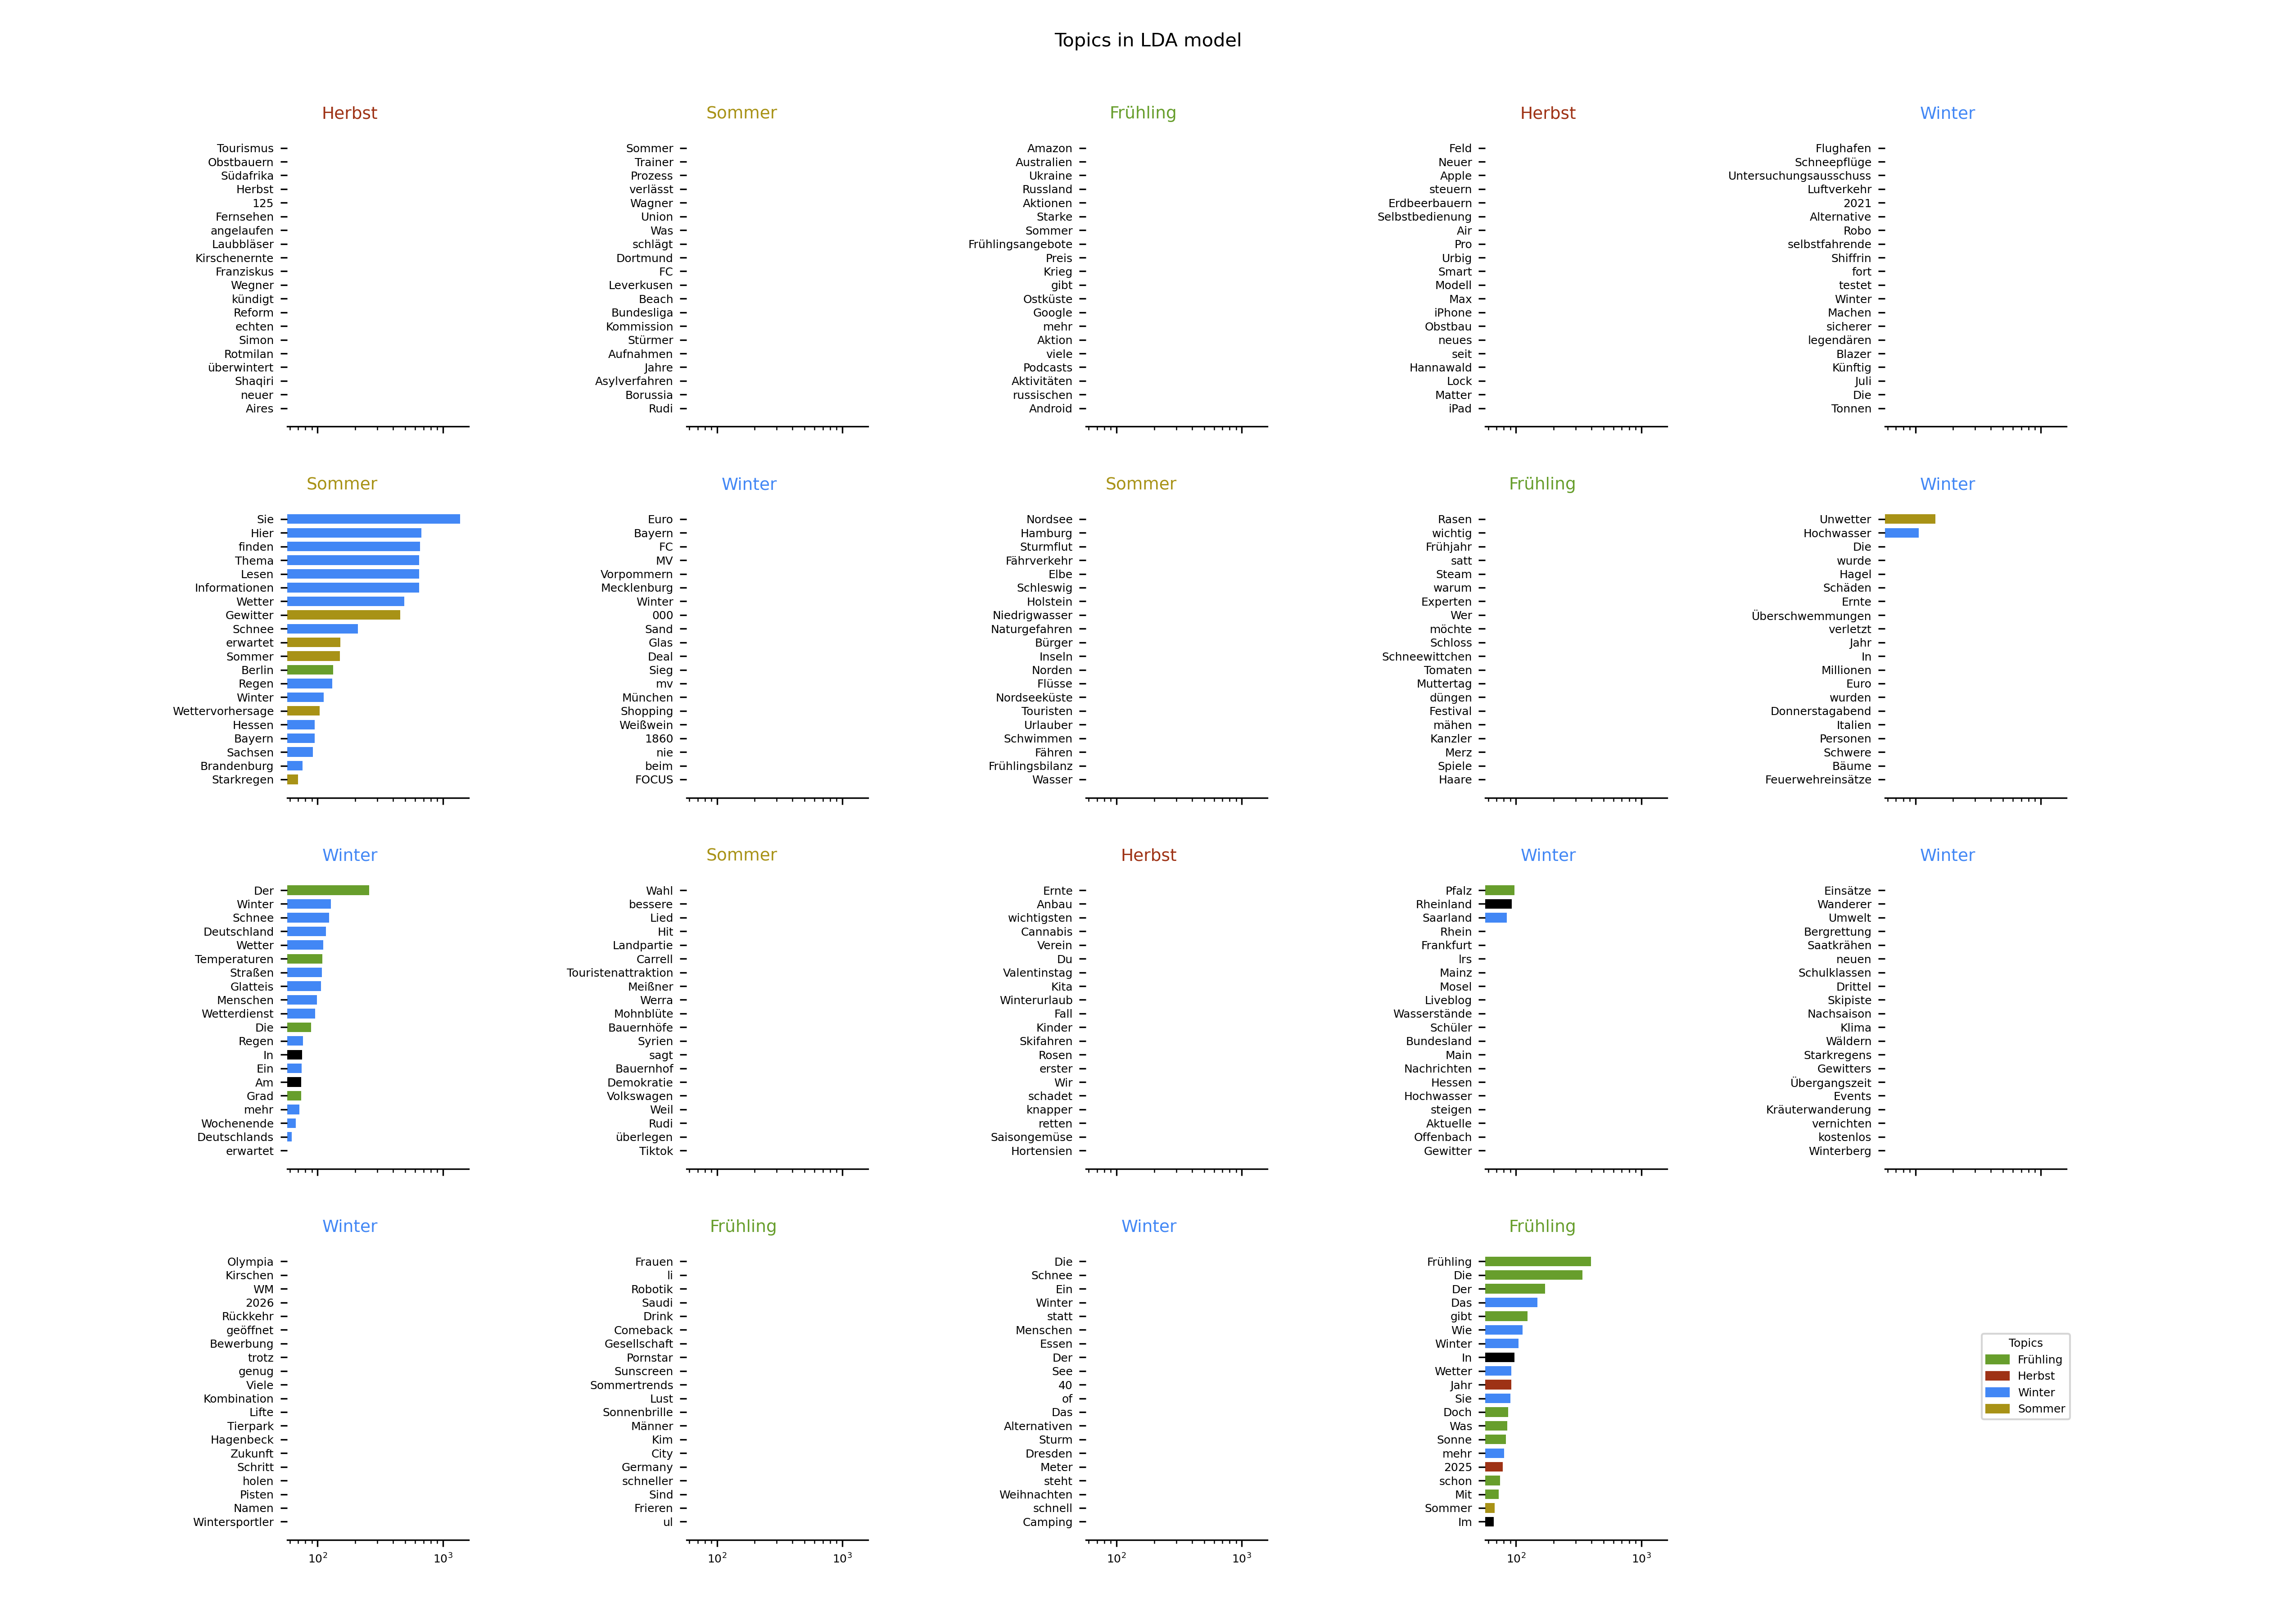 Topics in LDA model
Herbst
Tourismus
Obstbauern
Südafrika
Herbst
125
Fernsehen
angelaufen
Laubbläser
Kirschenernte
Franziskus
Wegner
kündigt
Reform
echten
Simon
Rotmilan
überwintert
Shaqiri
neuer
Aires
Sommer
Sommer
Trainer
Prozess
verlässt
Wagner
Union
Was
schlägt
Dortmund
FC
Leverkusen
Beach
Bundesliga
Kommission
Stürmer
Aufnahmen
Jahre
Asylverfahren
Borussia
Rudi
Frühling
Amazon
Australien
Ukraine
Russland
Aktionen
Starke
Sommer
Frühlingsangebote
Preis
Krieg
gibt
Ostküste
Google
mehr
Aktion
viele
Podcasts
Aktivitäten
russischen
Android
Herbst
Feld
Neuer
Apple
steuern
Erdbeerbauern
Selbstbedienung
Air
Pro
Urbig
Smart
Modell
Max
iPhone
Obstbau
neues
seit
Hannawald
Lock
Matter
iPad
Winter
Flughafen
Schneepflüge
Untersuchungsausschuss
Luftverkehr
2021
Alternative
Robo
selbstfahrende
Shiffrin
fort
testet
Winter
Machen
sicherer
legendären
Blazer
Künftig
Juli
Die
Tonnen
Sommer
Sie
Hier
finden
Thema
Lesen
Informationen
Wetter
Gewitter
Schnee
erwartet
Sommer
Berlin
Regen
Winter
Wettervorhersage
Hessen
Bayern
Sachsen
Brandenburg
Starkregen
Winter
Euro
Bayern
FC
MV
Vorpommern
Mecklenburg
Winter
000
Sand
Glas
Deal
Sieg
mv
München
Shopping
Weißwein
1860
nie
beim
FOCUS
Sommer
Nordsee
Hamburg
Sturmflut
Fährverkehr
Elbe
Schleswig
Holstein
Niedrigwasser
Naturgefahren
Bürger
Inseln
Norden
Flüsse
Nordseeküste
Touristen
Urlauber
Schwimmen
Fähren
Frühlingsbilanz
Wasser
Frühling
Rasen
wichtig
Frühjahr
satt
Steam
warum
Experten
Wer
möchte
Schloss
Schneewittchen
Tomaten
Muttertag
düngen
Festival
mähen
Kanzler
Merz
Spiele
Haare
Winter
Unwetter
Hochwasser
Die
wurde
Hagel
Schäden
Ernte
Überschwemmungen
verletzt
Jahr
In
Millionen
Euro
wurden
Donnerstagabend
Italien
Personen
Schwere
Bäume
Feuerwehreinsätze
Winter
Der
Winter
Schnee
Deutschland
Wetter
Temperaturen
Straßen
Glatteis
Menschen
Wetterdienst
Die
Regen
In
Ein
Am
Grad
mehr
Wochenende
Deutschlands
erwartet
Sommer
Wahl
bessere
Lied
Hit
Landpartie
Carrell
Touristenattraktion
Meißner
Werra
Mohnblüte
Bauernhöfe
Syrien
sagt
Bauernhof
Demokratie
Volkswagen
Weil
Rudi
überlegen
Tiktok
Herbst
Ernte
Anbau
wichtigsten
Cannabis
Verein
Du
Valentinstag
Kita
Winterurlaub
Fall
Kinder
Skifahren
Rosen
erster
Wir
schadet
knapper
retten
Saisongemüse
Hortensien
Winter
Pfalz
Rheinland
Saarland
Rhein
Frankfurt
Irs
Mainz
Mosel
Liveblog
Wasserstände
Schüler
Bundesland
Main
Nachrichten
Hessen
Hochwasser
steigen
Aktuelle
Offenbach
Gewitter
Winter
Einsätze
Wanderer
Umwelt
Bergrettung
Saatkrähen
neuen
Schulklassen
Drittel
Skipiste
Nachsaison
Klima
Wäldern
Starkregens
Gewitters
Übergangszeit
Events
Kräuterwanderung
vernichten
kostenlos
Winterberg
Winter
Olympia
Kirschen
WM
2026
Rückkehr
geöffnet
Bewerbung
trotz
genug
Viele
Kombination
Lifte
Tierpark
Hagenbeck
Zukunft
Schritt
holen
Pisten
Namen
Wintersportler
10²
10³
Frühling
Frauen
li
Robotik
Saudi
Drink
Comeback
Gesellschaft
Pornstar
Sunscreen
Sommertrends
Lust
Sonnenbrille
Männer
Kim
City
Germany
schneller
Sind
Frieren
ul
10²
10³
Winter
Die
Schnee
Ein
Winter
statt
Menschen
Essen
Der
See
40
of
Das
Alternativen
Sturm
Dresden
Meter
steht
Weihnachten
schnell
Camping
10²
10³
Frühling
Frühling
Die
Der
Das
gibt
Wie
Winter
In
Wetter
Jahr
Sie
Doch
Was
Sonne
mehr
2025
schon
Mit
Sommer
Im
10²
10³
Topics
Frühling
Herbst
Winter
Sommer